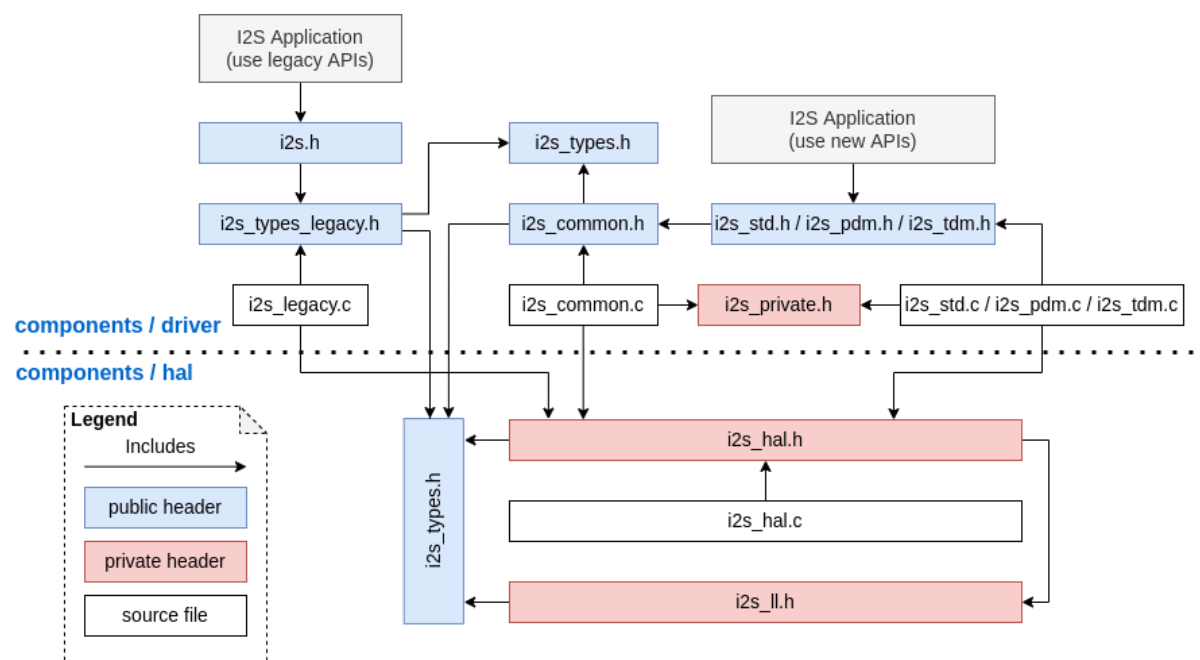 I2S Application
(use legacy APIs)
i2s.h
i2s_types.h
I2S Application
(use new APIs)
i2s_types_legacy.h
i2s_common.h
i2s_std.h / i2s_pdm.h / i2s_tdm.h
i2s_legacy.c
i2s_common.c
i2s_private.h
i2s_std.c / i2s_pdm.c / i2s_tdm.c
components / driver
components / hal
Legend
Includes
public header
private header
source file
i2s_types.h
i2s_hal.h
i2s_hal.c
i2s_ll.h